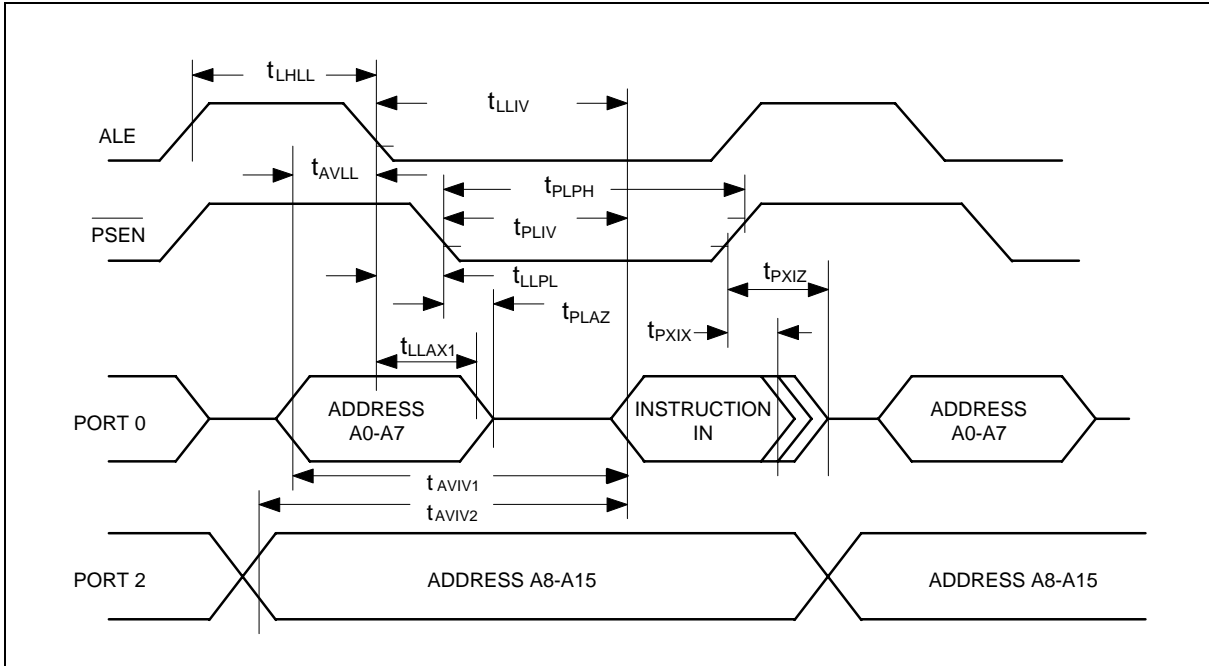 tLHLL
tLLIV
ALE
tAVLL
tPLPH
PSEN
tPLIV
tLLPL
tPXIZ
tPLAZ
tPXIX
tLLAX1
PORT 0
ADDRESS
A0-A7
INSTRUCTION
IN
ADDRESS
A0-A7
tAVIV1
tAVIV2
PORT 2
ADDRESS A8-A15
ADDRESS A8-A15